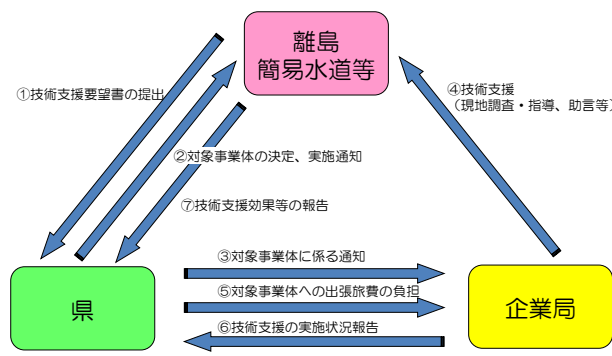 離島
簡易水道等
①技術支援要望書の提出
④技術支援
（現地調査・指導、助言等）
②対象事業体の決定、実施通知
⑦技術支援効果等の報告
③対象事業体に係る通知
⑤対象事業体への出張旅費の負担
⑥技術支援の実施状況報告
県
企業局